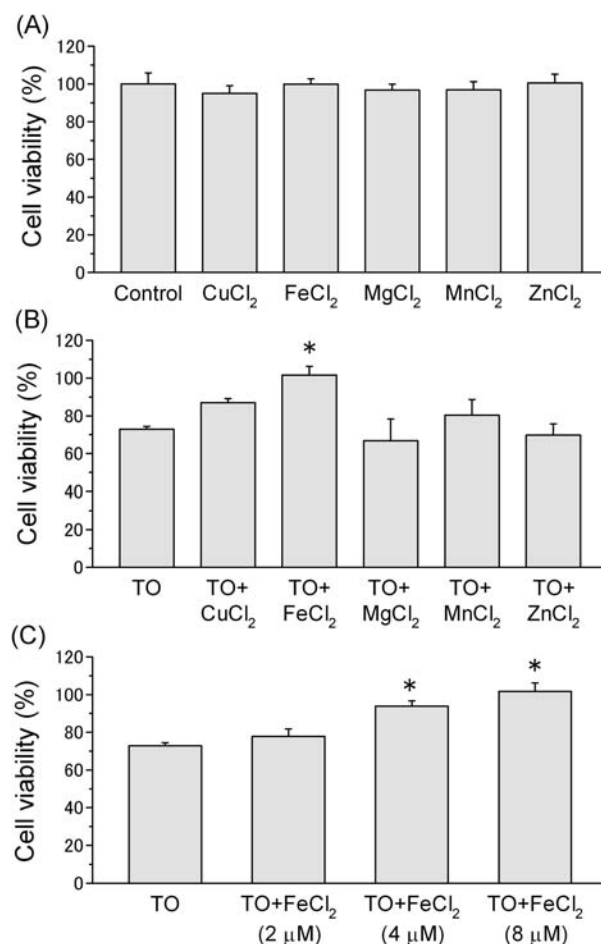 (A)
Cell viability (%)
120
100
80
60
40
20
0
Control CuCl₂ FeCl₂ MgCl₂ MnCl₂ ZnCl₂
(B)
Cell viability (%)
120
100
80
60
40
20
0
*
TO TO+ TO+ TO+ TO+ TO+
CuCl₂ FeCl₂ MgCl₂ MnCl₂ ZnCl₂
(C)
Cell viability (%)
120
100
80
60
40
20
0
* *
TO TO+FeCl₂ TO+FeCl₂ TO+FeCl₂
(2 μM) (4 μM) (8 μM)